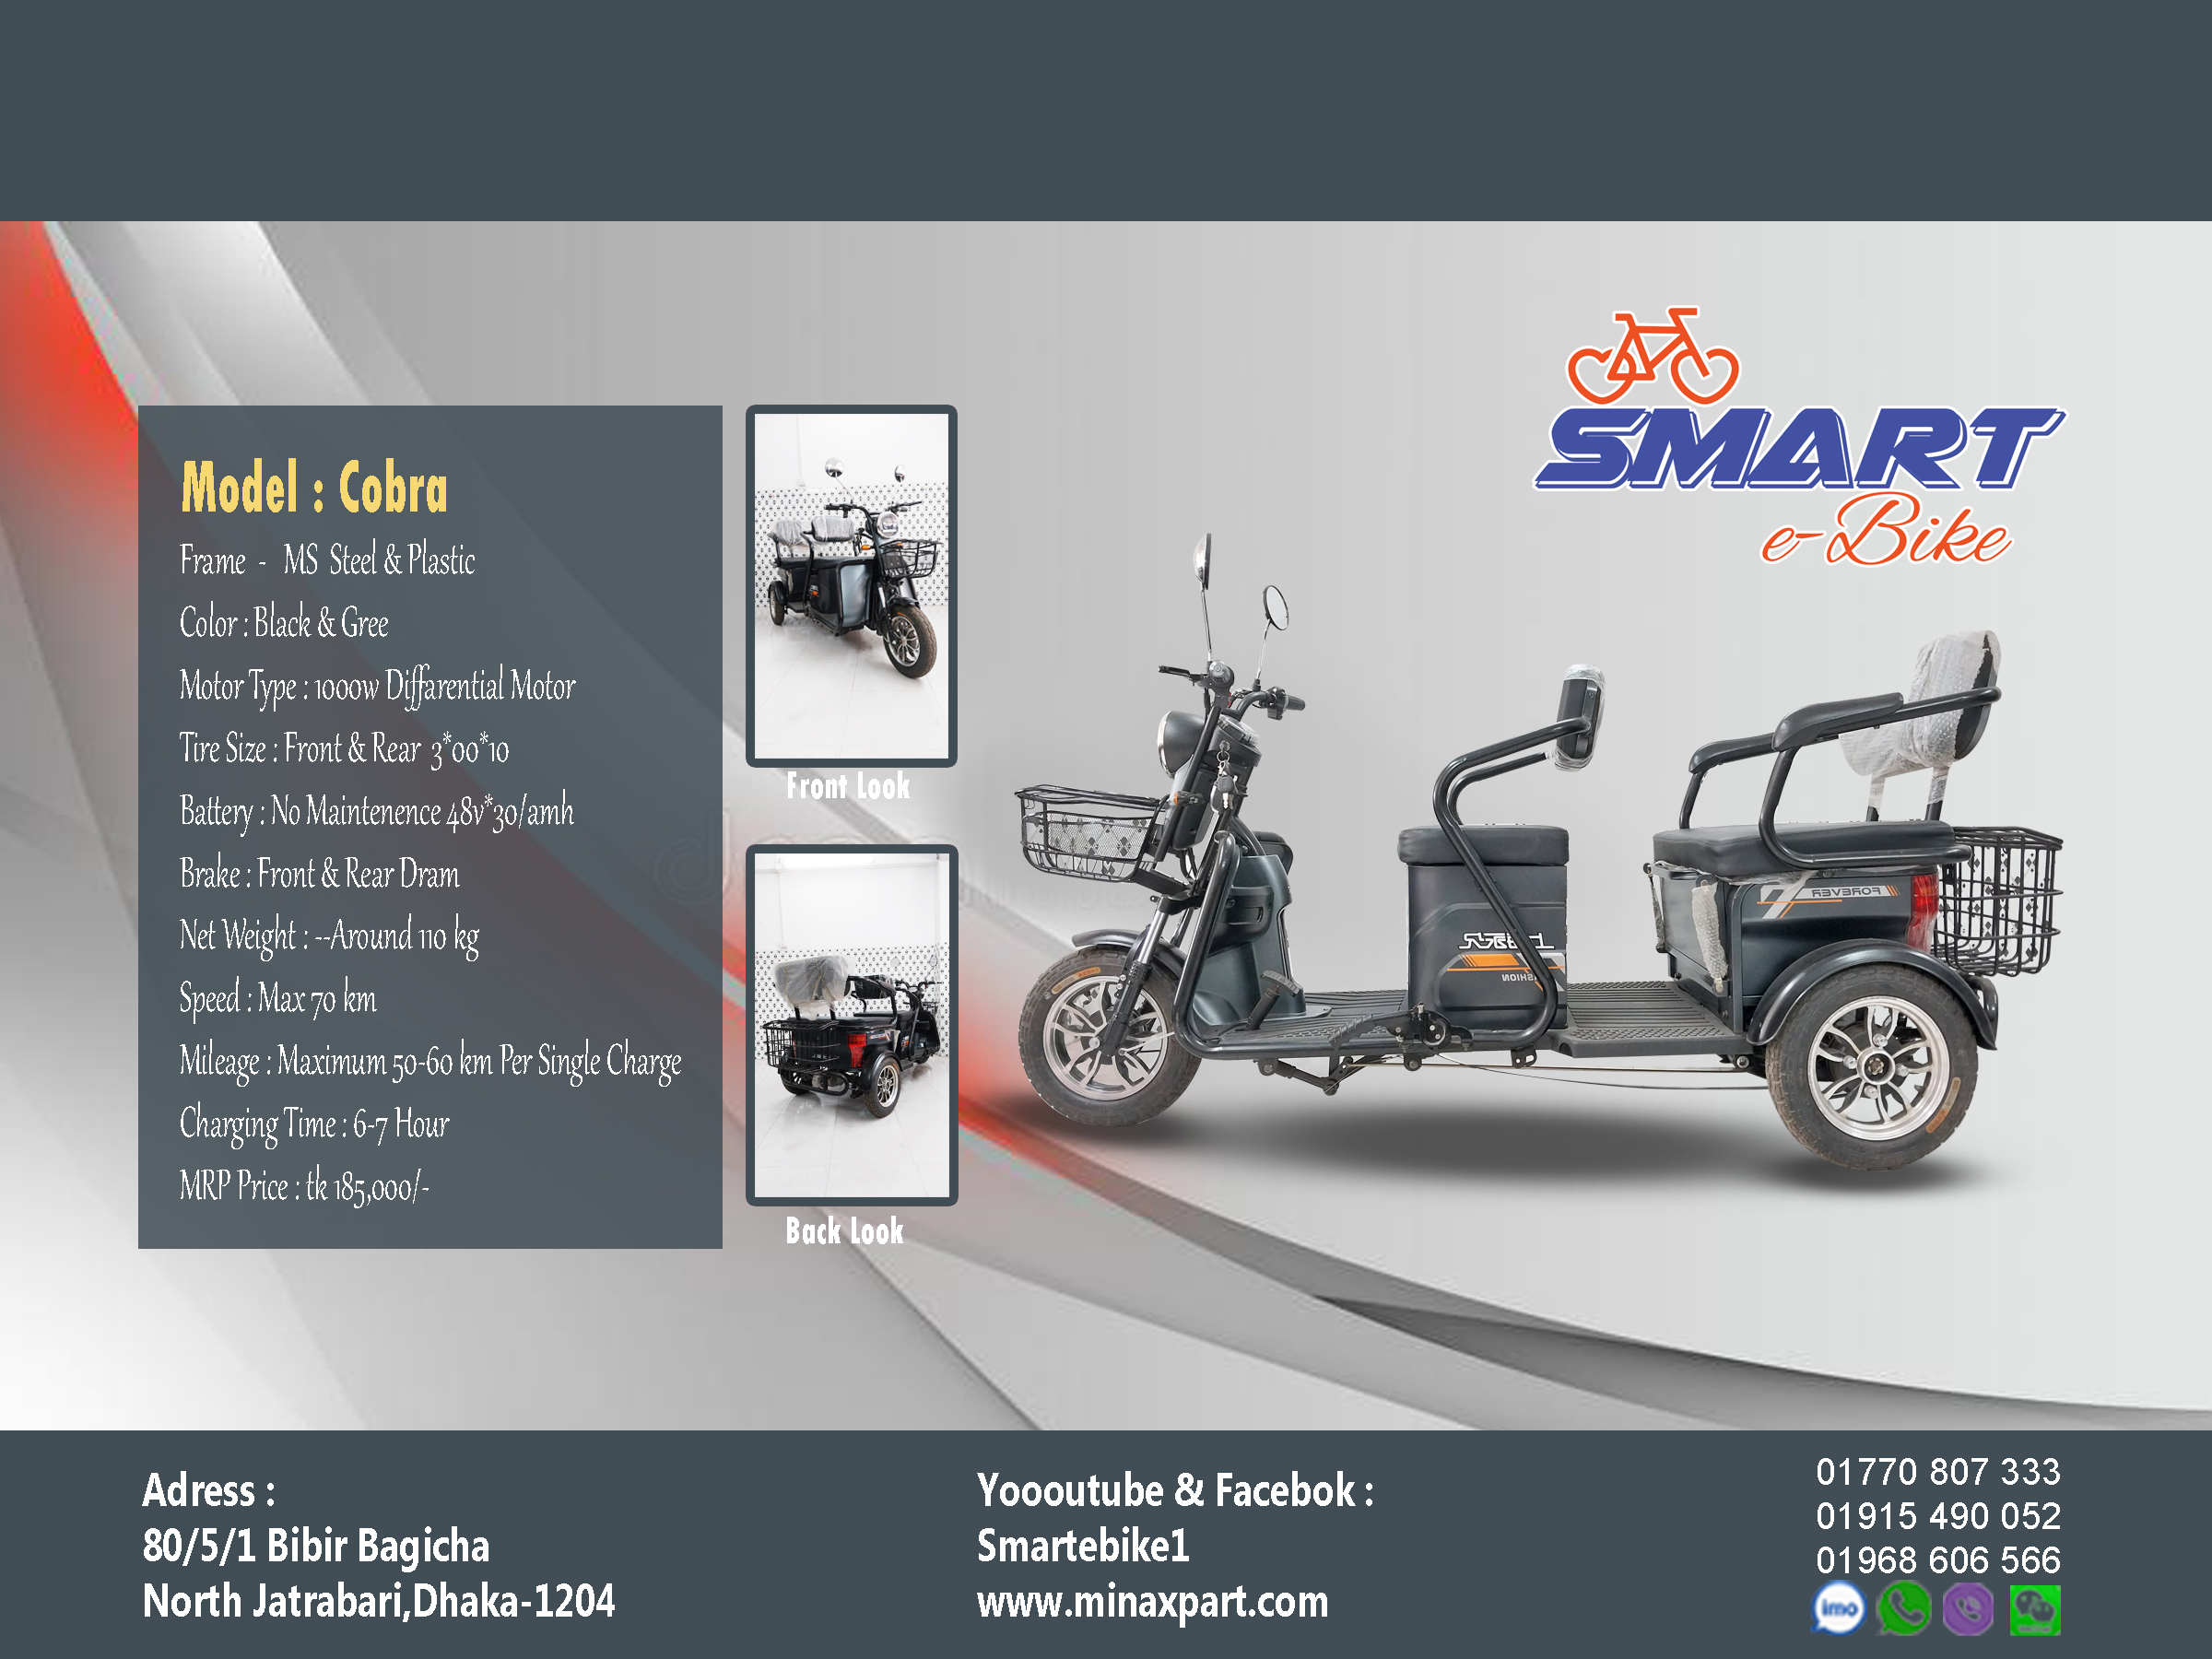 SMART
e-Bike
Model : Cobra
Frame - MS Steel & Plastic
Color : Black & Gree
Motor Type : 1000w Diffarential Motor
Tire Size : Front & Rear 3*00*10
Battery : No Maintenence 48v*30/amh
Brake : Front & Rear Dram
Net Weight : --Around 110 kg
Speed : Max 70 km
Mileage : Maximum 50-60 km Per Single Charge
Charging Time : 6-7 Hour
MRP Price : tk 185,000/-
Front Look
Back Look
FOREVER
Adress :
80/5/1 Bibir Bagicha
North Jatrabari,Dhaka-1204
Yoooutube & Facebok :
Smartebike1
www.minaxpart.com
01770 807 333
01915 490 052
01968 606 566
imo